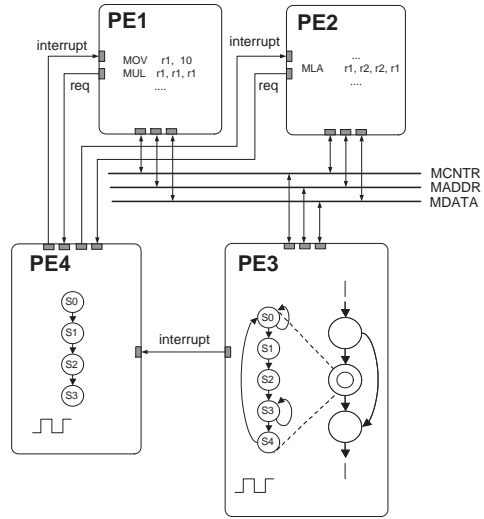 PE1
PE2
interrupt
MOV r1, 10
MUL r1, r1, r1
....
req
interrupt
...
MLA r1, r2, r2, r1
....
req
MCNTR
MADDR
MDATA
PE4
S0
S1
S2
S3
interrupt
PE3
S0
S1
S2
S3
S4